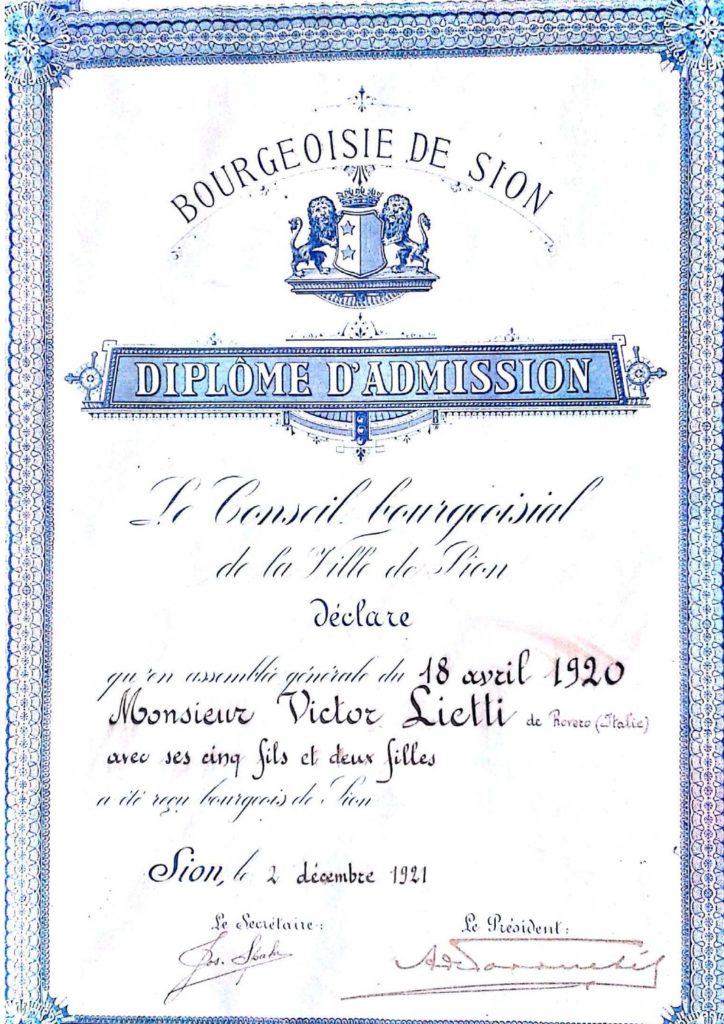 BOURGEOISIE DE SION
DIPLÔME D'ADMISSION
Le Conseil bourgeoisial
de la Ville de Sion
déclare
qu'en assemblée générale du 18 avril 1920
Monsieur Victor Lietti de Rovero (Italie)
avec ses cinq fils et deux filles
a été reçu bourgeois de Sion
Sion, le 2 décembre 1921
Le Secrétaire: Le Président:
Jos.